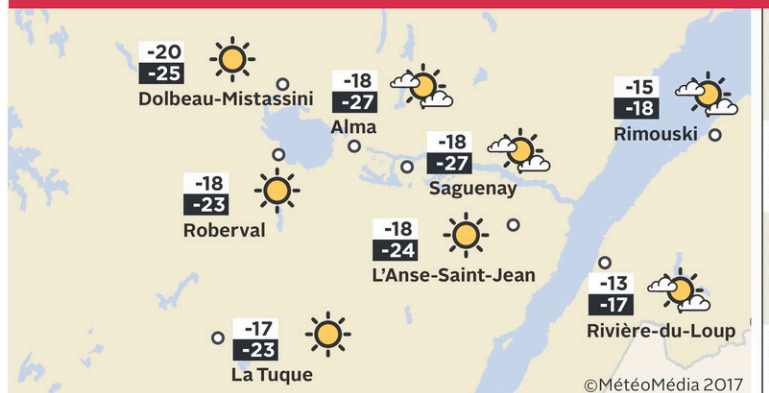 -20
-25
Dolbeau-Mistassini
-18
-27
Alma
-15
-18
Rimouski
-18
-27
Saguenay
-18
-23
Roberval
-18
-24
L'Anse-Saint-Jean
-13
-17
Rivière-du-Loup
-17
-23
La Tuque
©MétéoMédia 2017